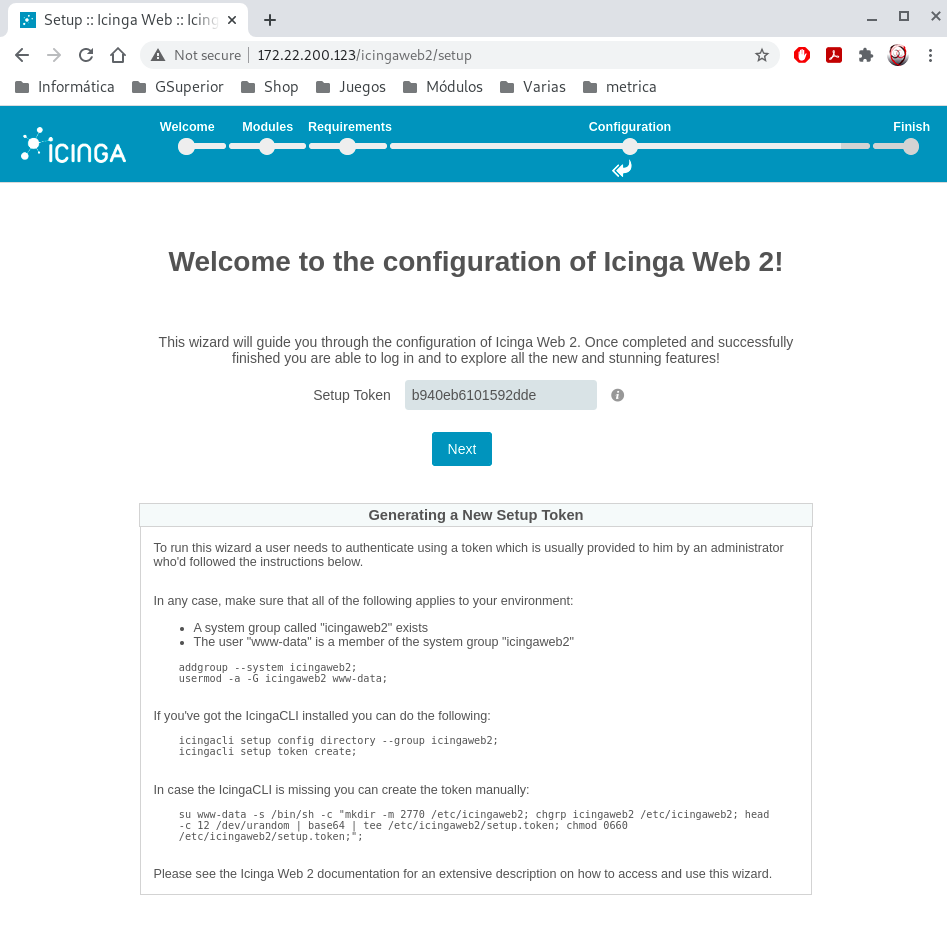 Setup :: Icinga Web :: Icing
Not secure | 172.22.200.123/icingaweb2/setup
Informática GSuperior Shop Juegos Módulos Varias metrica
Welcome Modules Requirements Configuration Finish
ICINGA
Welcome to the configuration of Icinga Web 2!
This wizard will guide you through the configuration of Icinga Web 2. Once completed and successfully
finished you are able to log in and to explore all the new and stunning features!
Setup Token b940eb6101592dde
Next
Generating a New Setup Token
To run this wizard a user needs to authenticate using a token which is usually provided to him by an administrator
who'd followed the instructions below.
In any case, make sure that all of the following applies to your environment:
• A system group called "icingaweb2" exists
• The user "www-data" is a member of the system group "icingaweb2"
addgroup --system icingaweb2;
usermod -a -G icingaweb2 www-data;
If you've got the IcingaCLI installed you can do the following:
icingacli setup config directory --group icingaweb2;
icingacli setup token create;
In case the IcingaCLI is missing you can create the token manually:
su www-data -s /bin/sh -c "mkdir -m 2770 /etc/icingaweb2; chgrp icingaweb2 /etc/icingaweb2; head
-c 12 /dev/urandom | base64 | tee /etc/icingaweb2/setup.token; chmod 0660
/etc/icingaweb2/setup.token;";
Please see the Icinga Web 2 documentation for an extensive description on how to access and use this wizard.